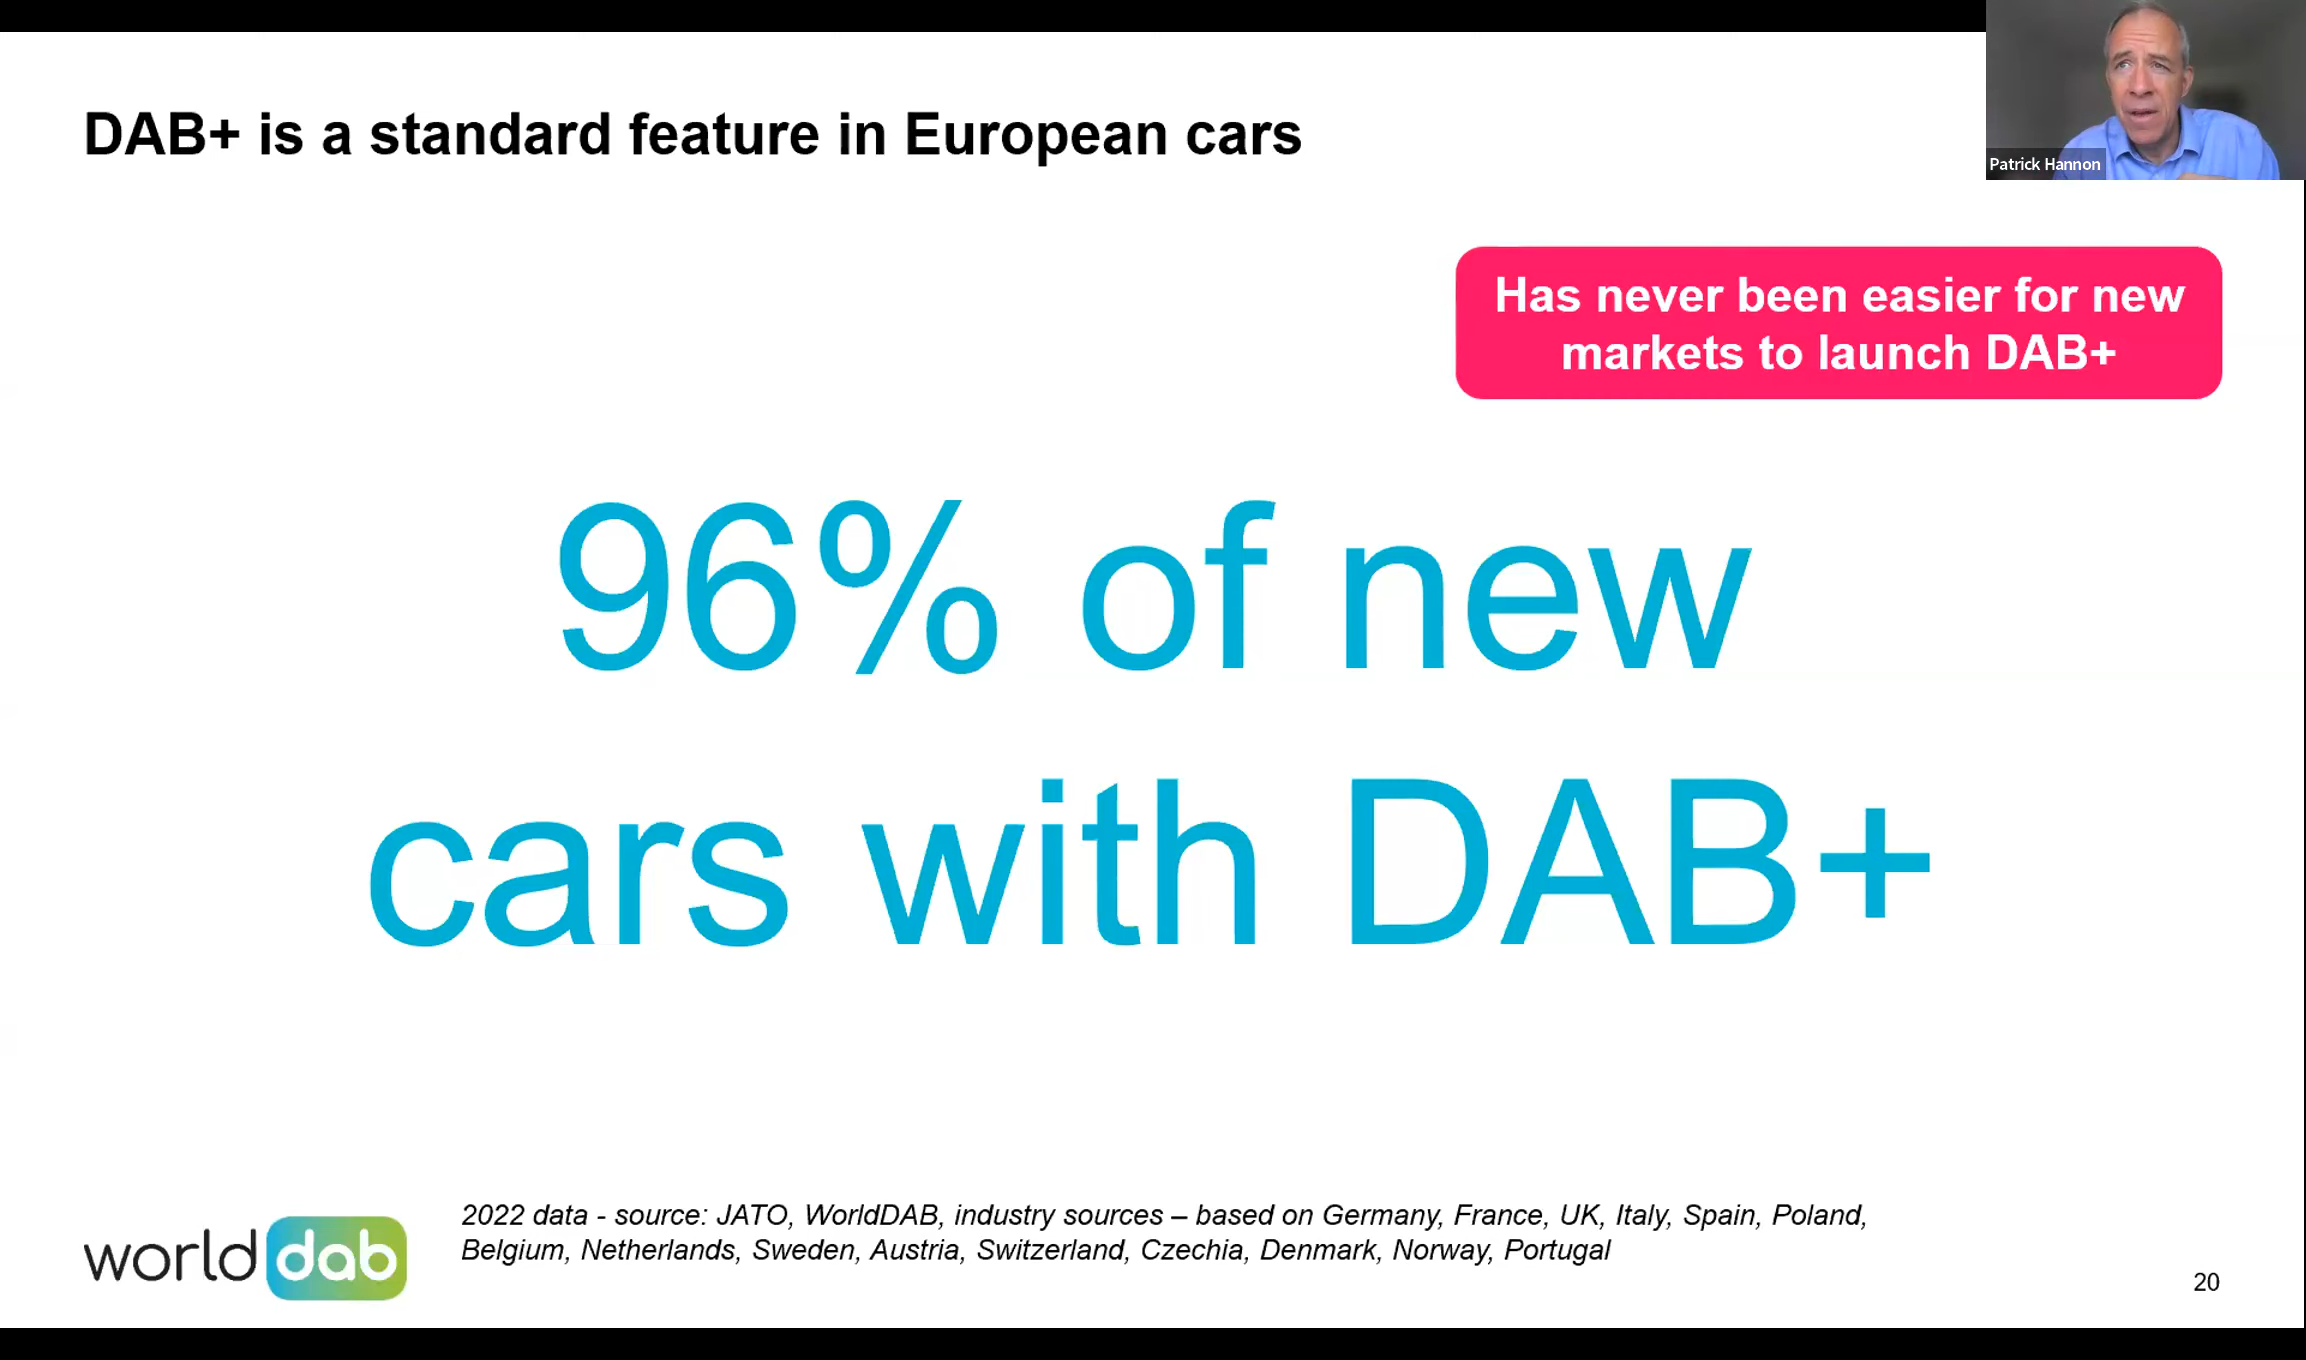 DAB+ is a standard feature in European cars
Patrick Hannon
Has never been easier for new
markets to launch DAB+
96% of new
cars with DAB+
world dab
2022 data - source: JATO, WorldDAB, industry sources – based on Germany, France, UK, Italy, Spain, Poland,
Belgium, Netherlands, Sweden, Austria, Switzerland, Czechia, Denmark, Norway, Portugal
20